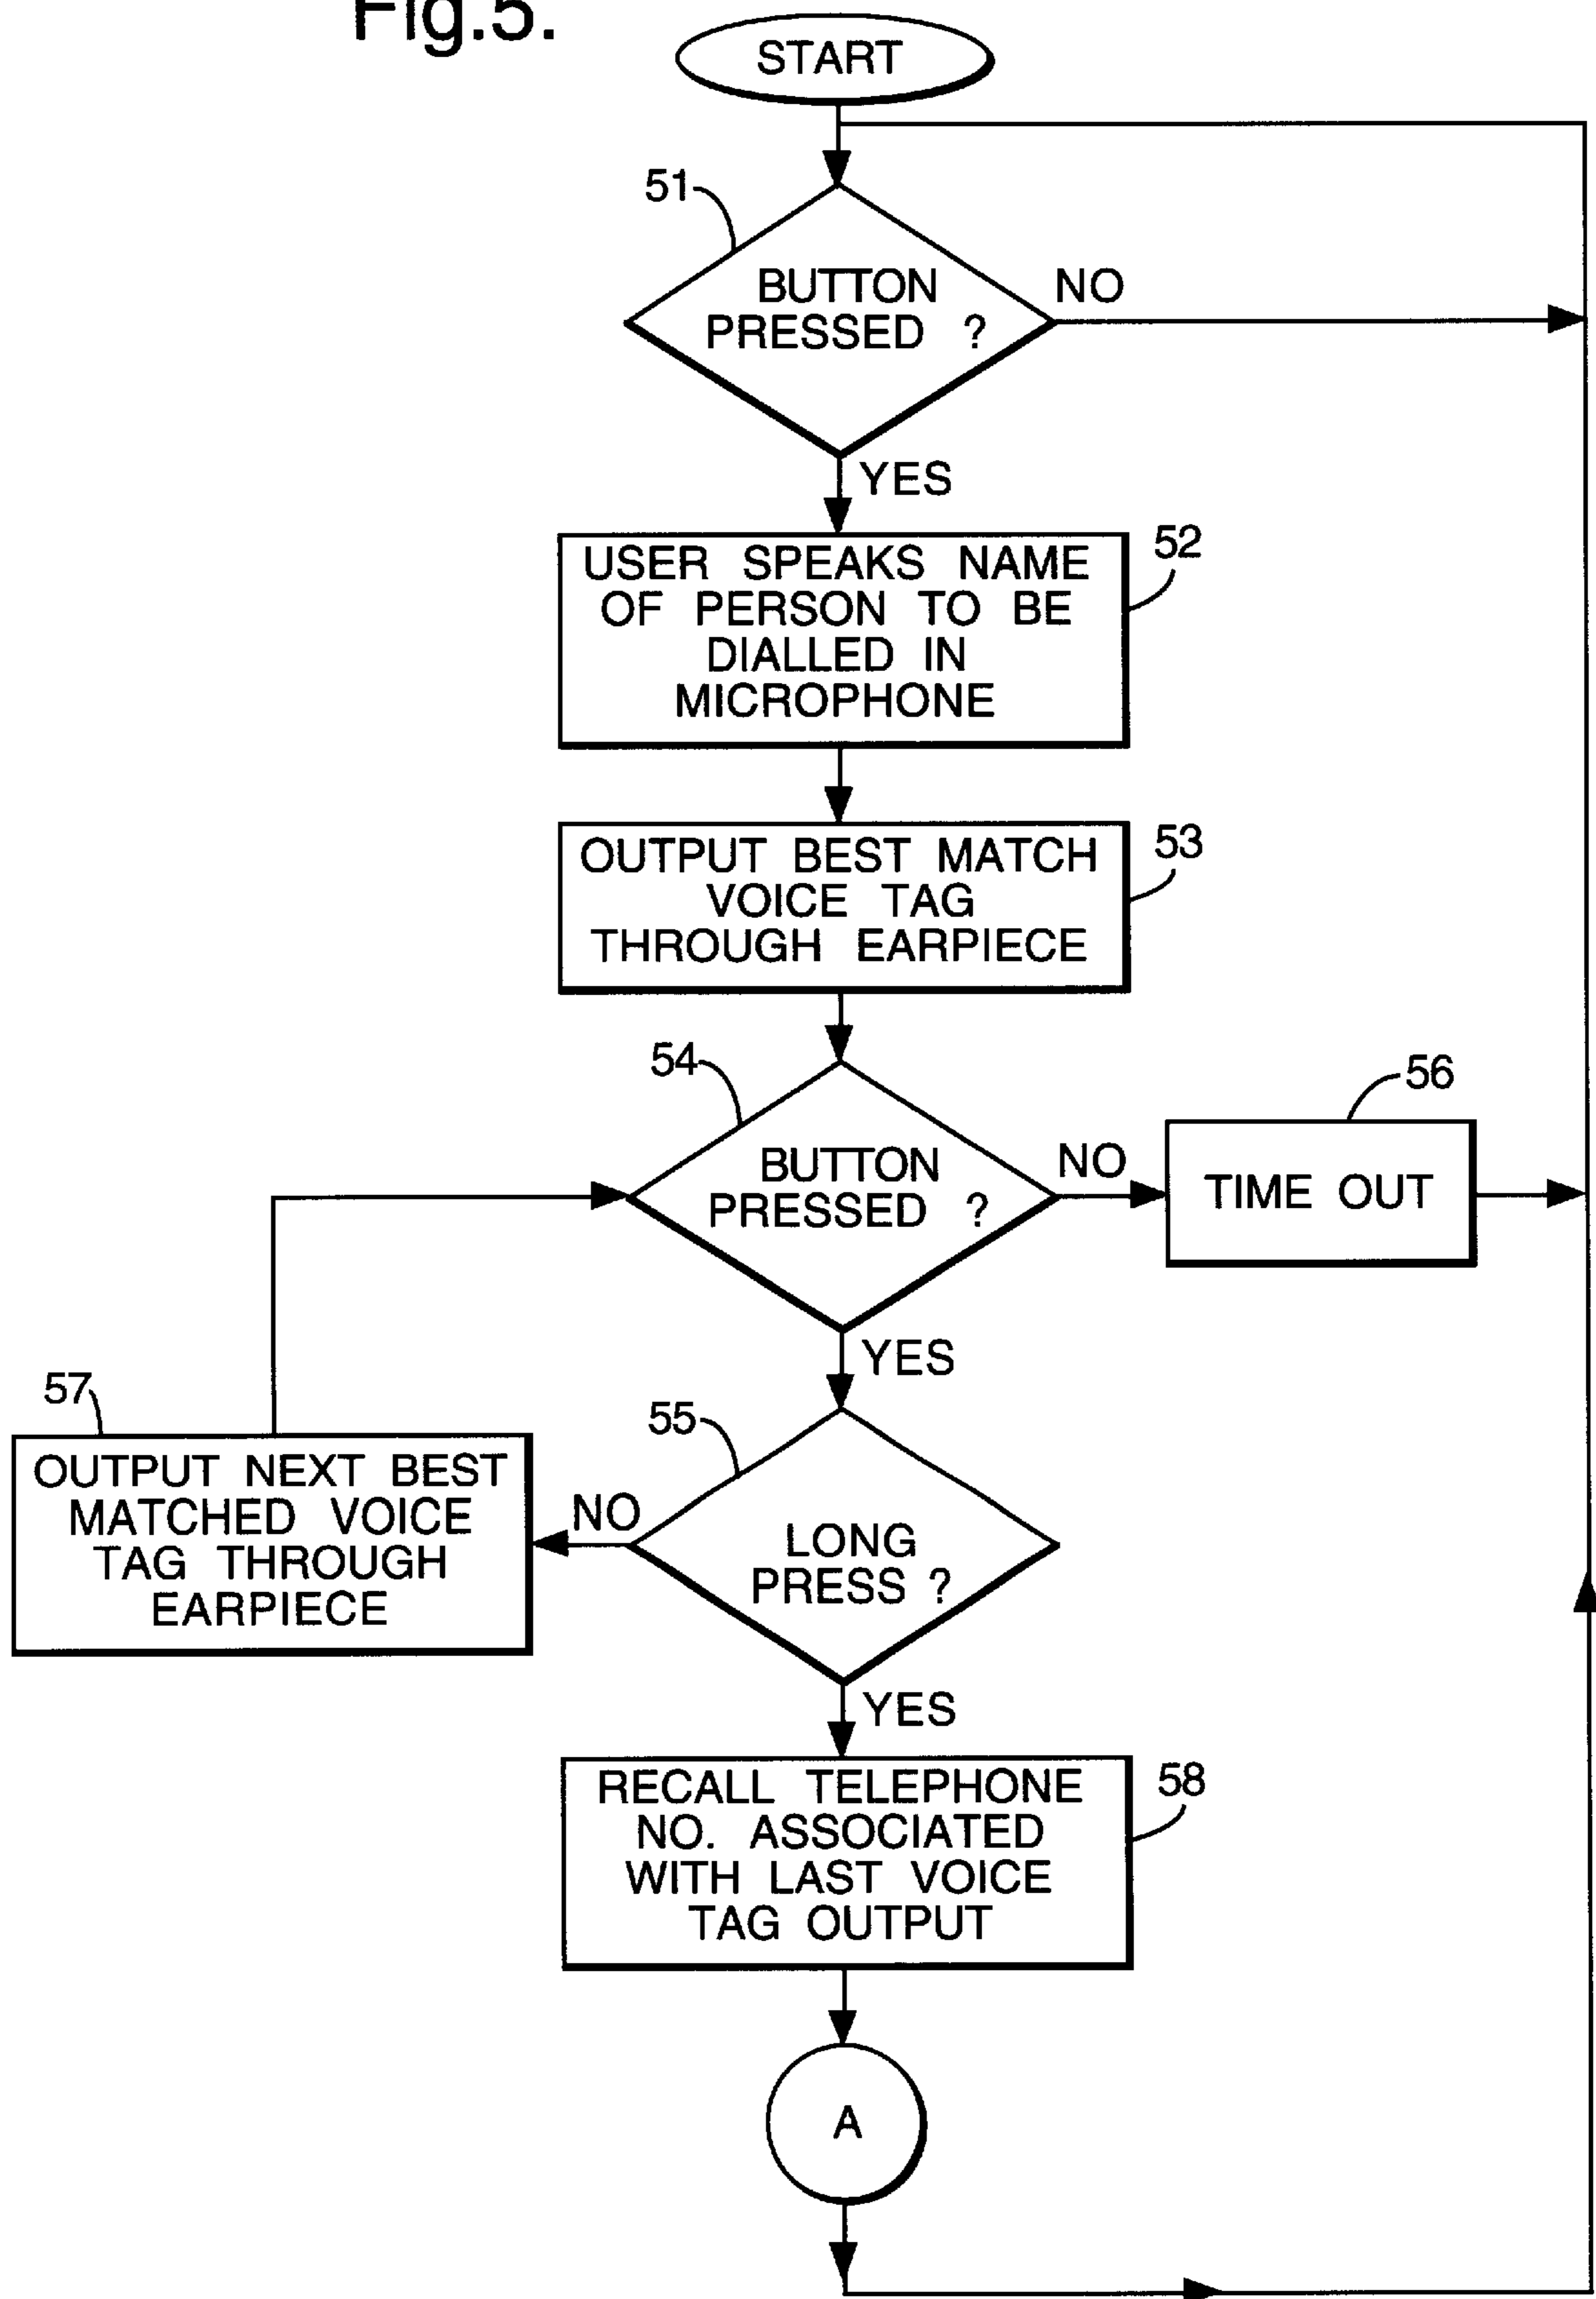 Fig.5.
START
51
BUTTON
PRESSED ?
NO
YES
52
USER SPEAKS NAME
OF PERSON TO BE
DIALLED IN
MICROPHONE
53
OUTPUT BEST MATCH
VOICE TAG
THROUGH EARPIECE
54
BUTTON
PRESSED ?
NO
56
TIME OUT
YES
57
OUTPUT NEXT BEST
MATCHED VOICE
TAG THROUGH
EARPIECE
NO
55
LONG
PRESS ?
YES
58
RECALL TELEPHONE
NO. ASSOCIATED
WITH LAST VOICE
TAG OUTPUT
A